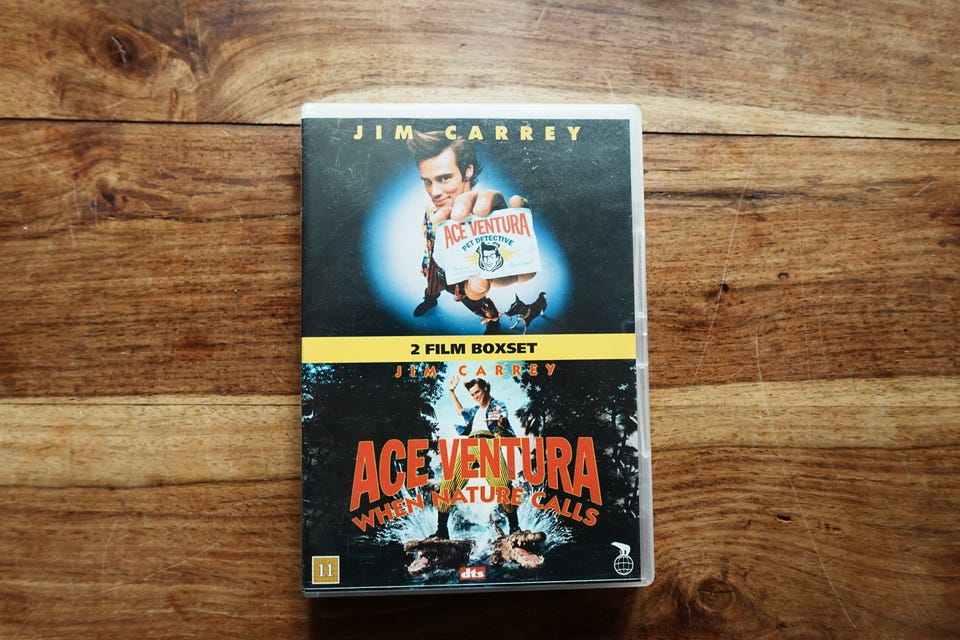 JIM CARREY
ACE VENTURA
PET DETECTIVE
2 FILM BOXSET
JIM CARREY
ACE VENTURA
WHEN NATURE CALLS
11
dts